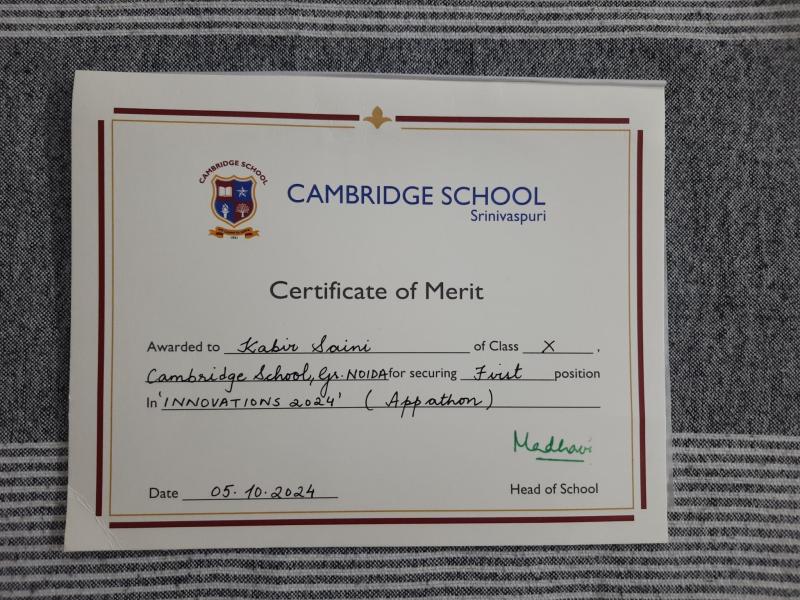 CAMBRIDGE SCHOOL
CAMBRIDGE SCHOOL
Srinivaspuri
Certificate of Merit
Awarded to Kabir Saini of Class X ,
Cambridge School, Gr. NOIDA for securing First position
In 'INNOVATIONS 2024' ( Appathon )
Madhavi
Date 05.10.2024 Head of School